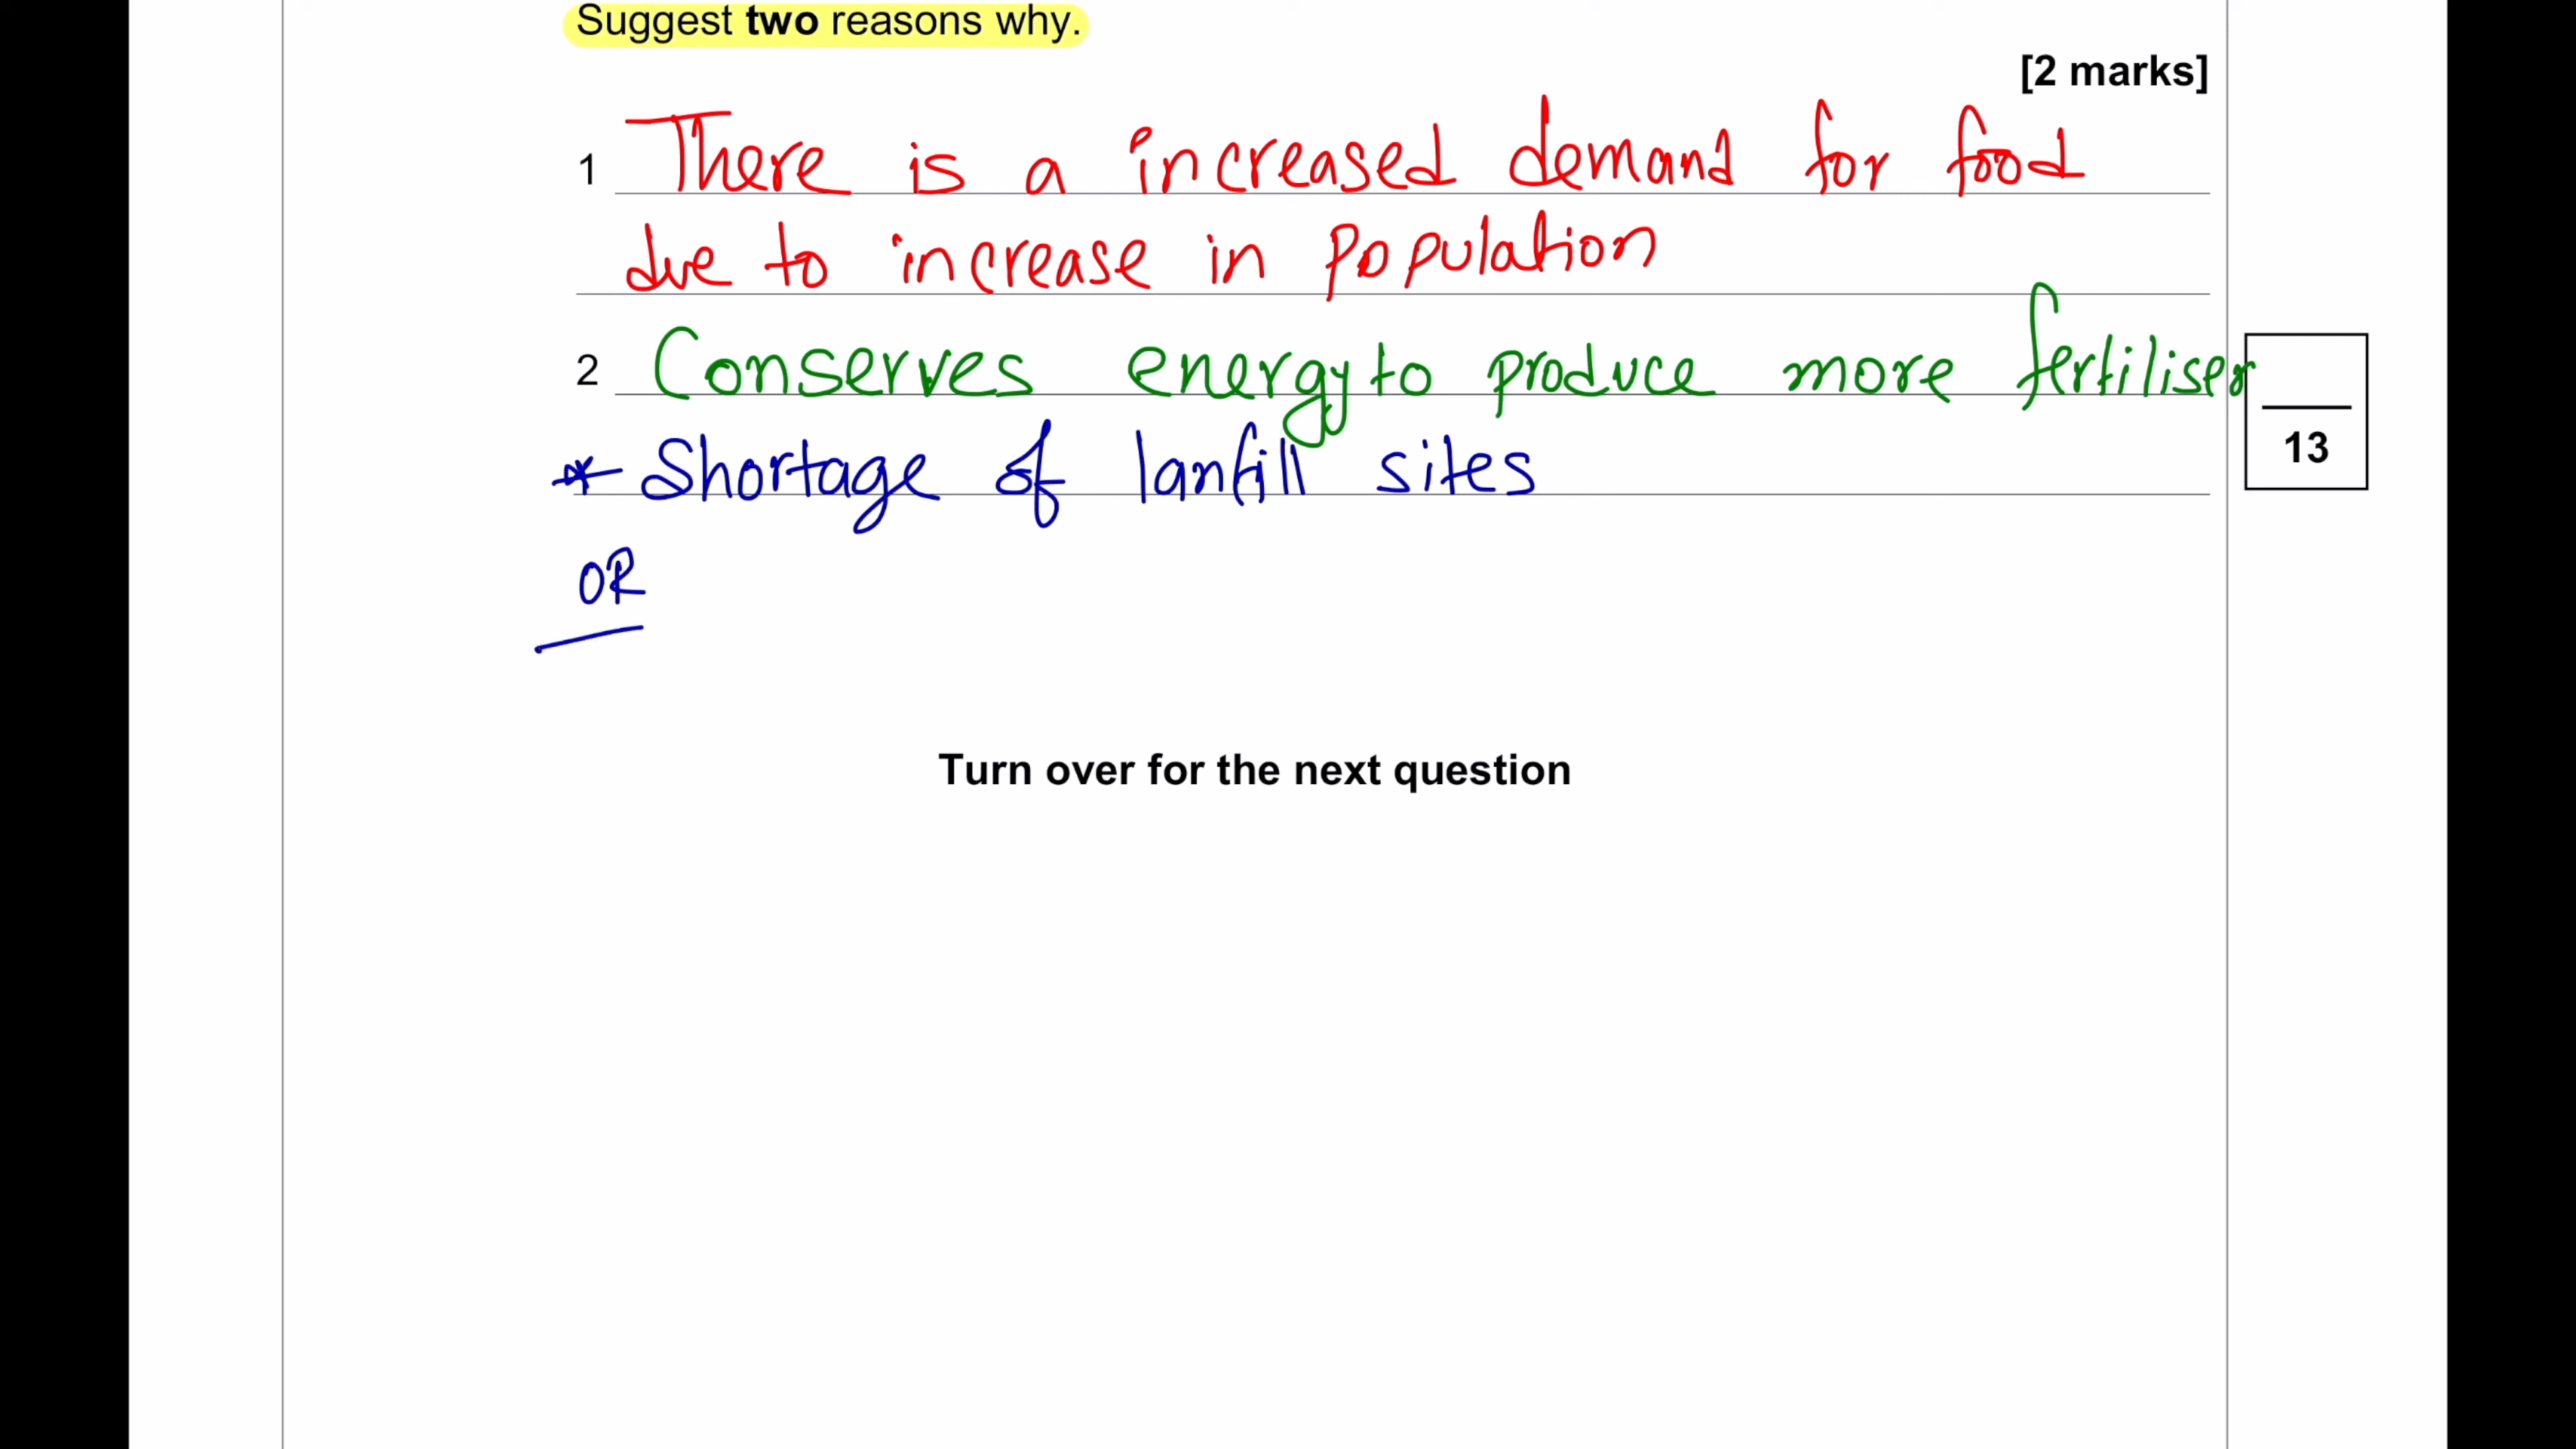 Suggest two reasons why.
[2 marks]
1 There is a increased demand for food
due to increase in population
2 Conserves energy to produce more fertiliser
* Shortage of lanfill sites
13
OR
Turn over for the next question